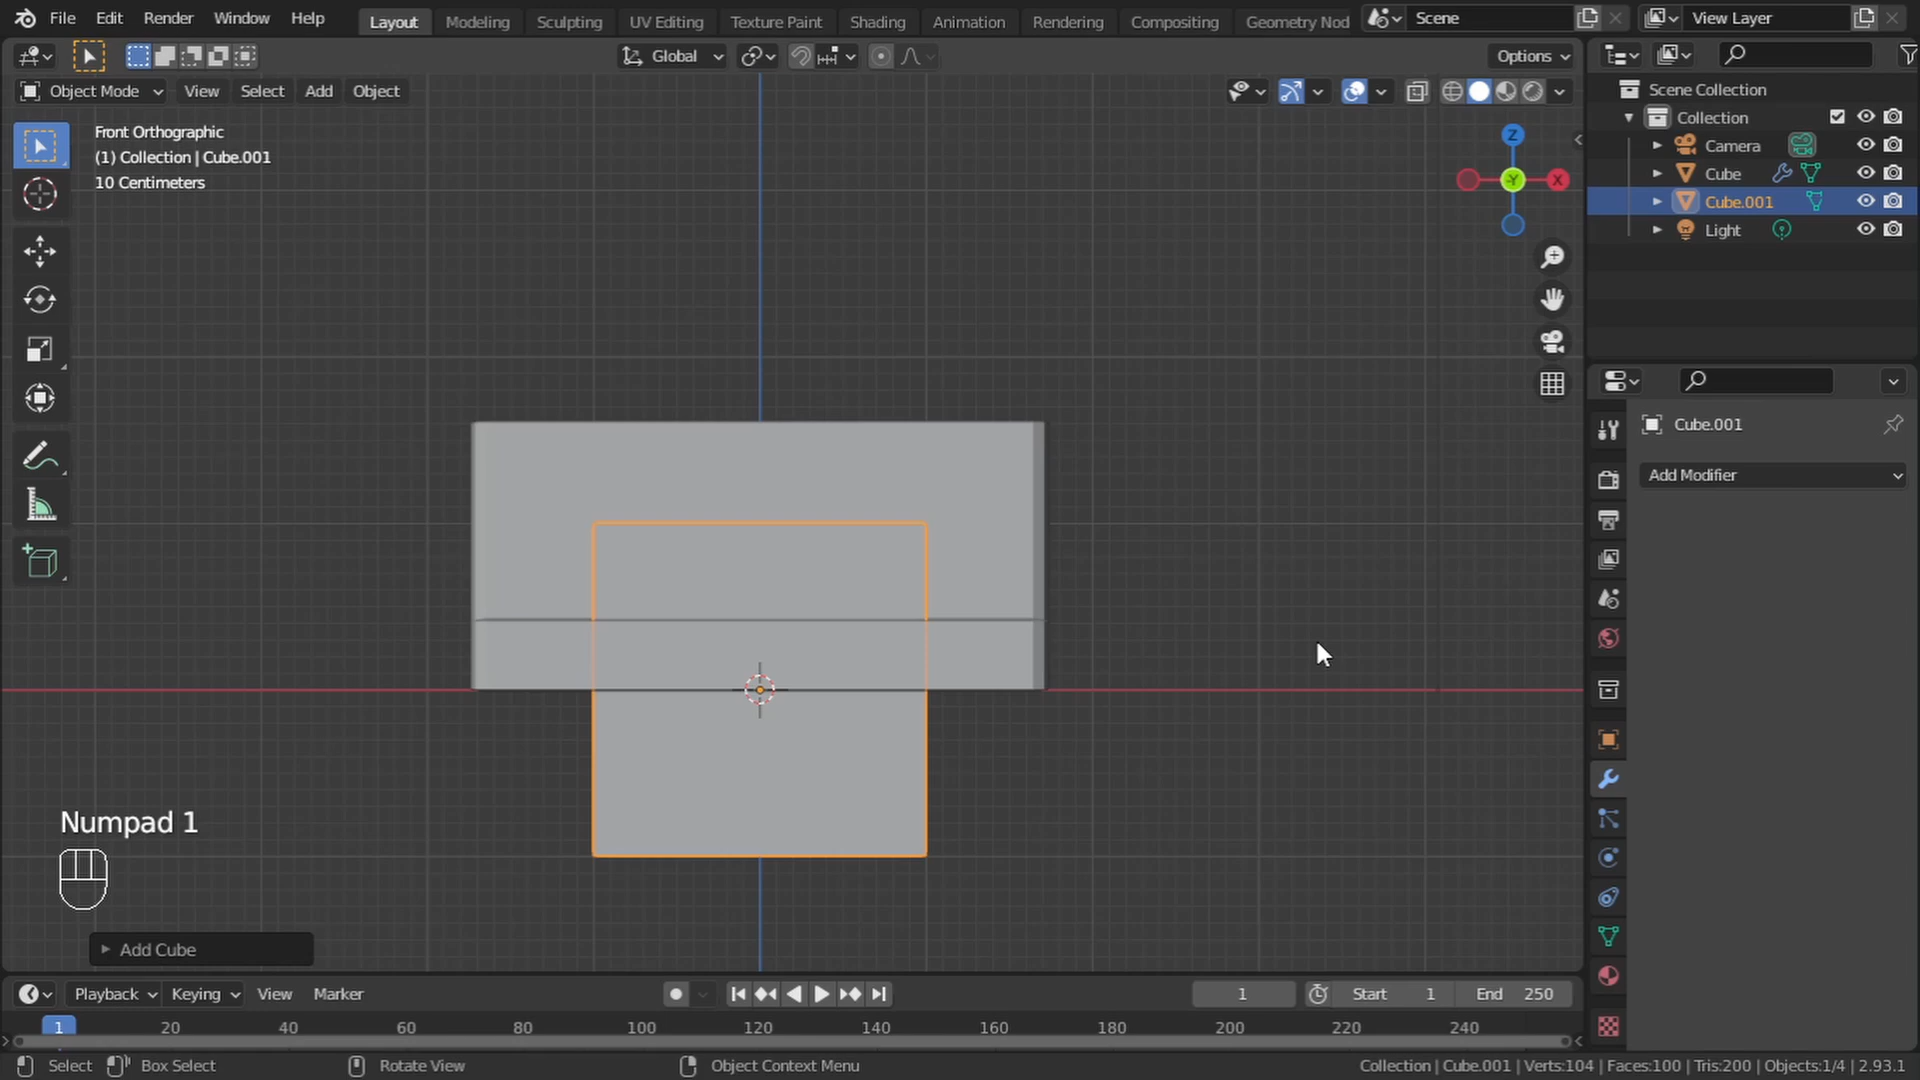 File Edit Render Window Help Layout Modeling Sculpting UV Editing Texture Paint Shading Animation Rendering Compositing Geometry Nod Scene View Layer
Global Options
Object Mode View Select Add Object
Front Orthographic
(1) Collection | Cube.001
10 Centimeters
Z
-Y
X
Scene Collection
Collection
Camera
Cube
Cube.001
Light
Cube.001
Add Modifier
Numpad 1
Add Cube
Playback Keying View Marker 1 Start 1 End 250
1 20 40 60 80 100 120 140 160 180 200 220 240
Select Box Select Rotate View Object Context Menu Collection | Cube.001 | Verts:104 | Faces:100 | Tris:200 | Objects:1/4 | 2.93.1